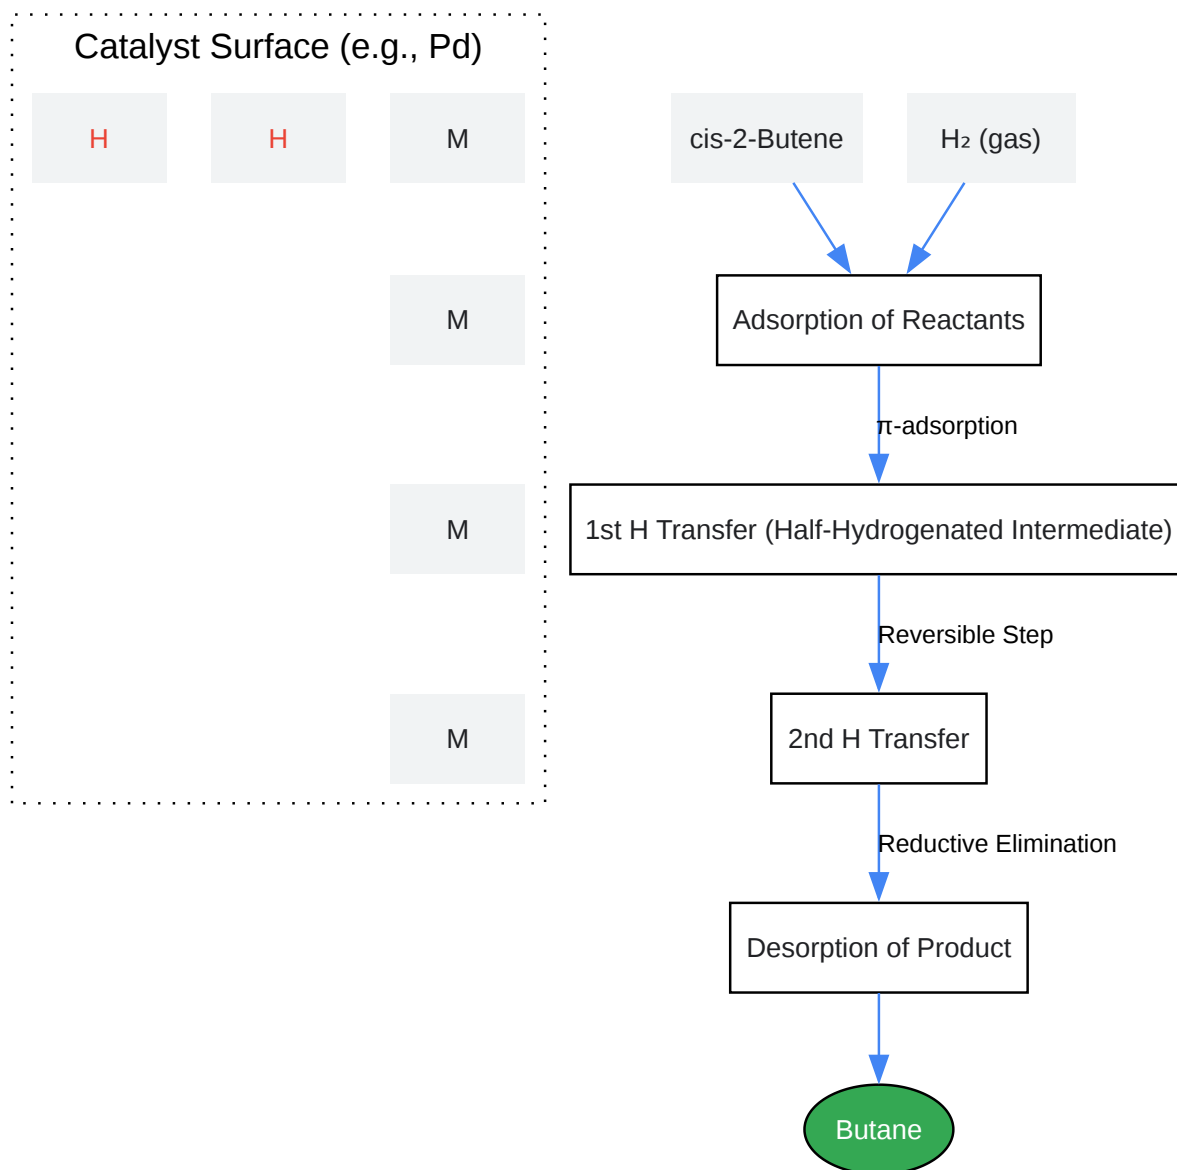 Catalyst Surface (e.g., Pd)
H
H
M
M
M
M
cis-2-Butene
H₂ (gas)
Adsorption of Reactants
π-adsorption
1st H Transfer (Half-Hydrogenated Intermediate)
Reversible Step
2nd H Transfer
Reductive Elimination
Desorption of Product
Butane